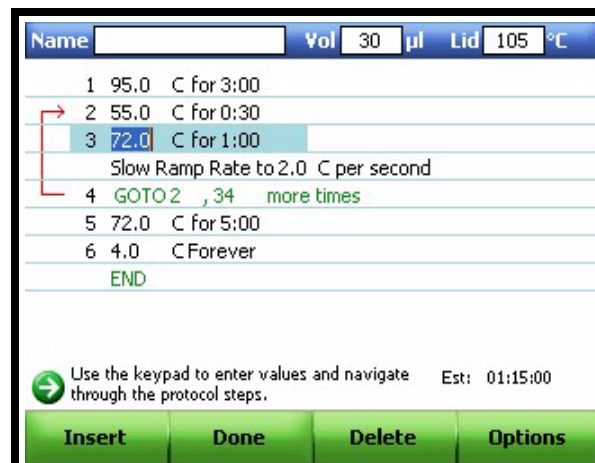 Name Vol 30 µl Lid 105 °C
1 95.0 C for 3:00
2 55.0 C for 0:30
3 72.0 C for 1:00
Slow Ramp Rate to 2.0 C per second
4 GOTO 2 , 34 more times
5 72.0 C for 5:00
6 4.0 C Forever
END
Use the keypad to enter values and navigate
through the protocol steps.
Est: 01:15:00
Insert Done Delete Options